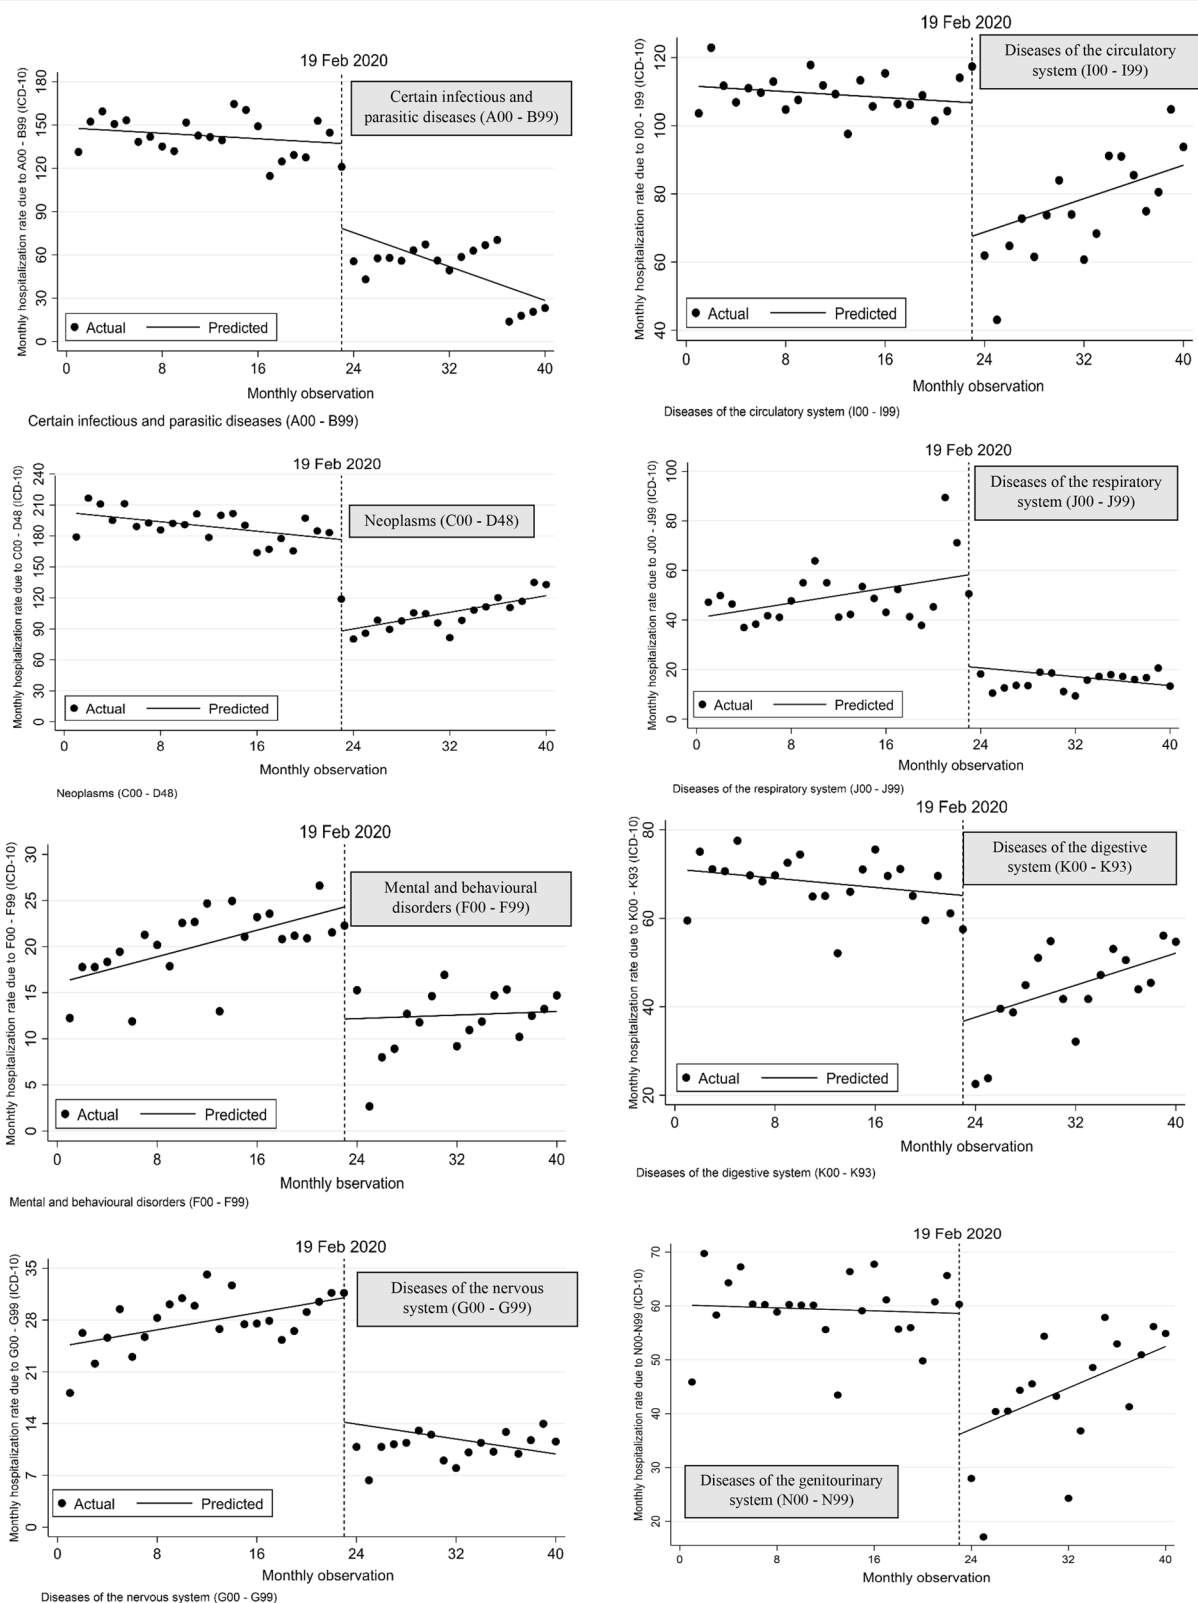 19 Feb 2020
Certain infectious and
parasitic diseases (A00 - B99)
Monthly hospitalization rate due to A00 - B99 (ICD-10)
180
150
120
90
60
30
0
Actual Predicted
0 8 16 24 32 40
Monthly observation
Certain infectious and parasitic diseases (A00 - B99)
19 Feb 2020
Diseases of the circulatory
system (I00 - I99)
Monthly hospitalization rate due to I00 - I99 (ICD-10)
120
100
80
60
40
Actual Predicted
0 8 16 24 32 40
Monthly observation
Diseases of the circulatory system (I00 - I99)
19 Feb 2020
Neoplasms (C00 - D48)
Monthly hospitalization rate due to C00 - D48 (ICD-10)
240
210
180
150
120
90
60
30
0
Actual Predicted
0 8 16 24 32 40
Monthly observation
Neoplasms (C00 - D48)
19 Feb 2020
Diseases of the respiratory
system (J00 - J99)
Monthly hospitalization rate due to J00 - J99 (ICD-10)
100
80
60
40
20
0
Actual Predicted
0 8 16 24 32 40
Monthly observation
Diseases of the respiratory system (J00 - J99)
19 Feb 2020
Mental and behavioural
disorders (F00 - F99)
Monhtly hospitalization rate due to F00 - F99 (ICD-10)
30
25
20
15
10
5
0
Actual Predicted
0 8 16 24 32 40
Monthly bservation
Mental and behavioural disorders (F00 - F99)
19 Feb 2020
Diseases of the digestive
system (K00 - K93)
Monthly hospitalization rate due to K00 - K93 (ICD-10)
80
60
40
20
Actual Predicted
0 8 16 24 32 40
Monthly observation
Diseases of the digestive system (K00 - K93)
19 Feb 2020
Diseases of the nervous
system (G00 - G99)
Monthly hospitalization rate due to G00 - G99 (ICD-10)
35
28
21
14
7
0
Actual Predicted
0 8 16 24 32 40
Monthly observation
Diseases of the nervous system (G00 - G99)
19 Feb 2020
Monthly hospitalization rate due to N00-N99 (ICD-10)
70
60
50
40
30
20
Diseases of the genitourinary
system (N00 - N99)
0 8 16 24 32 40
Monthly observation